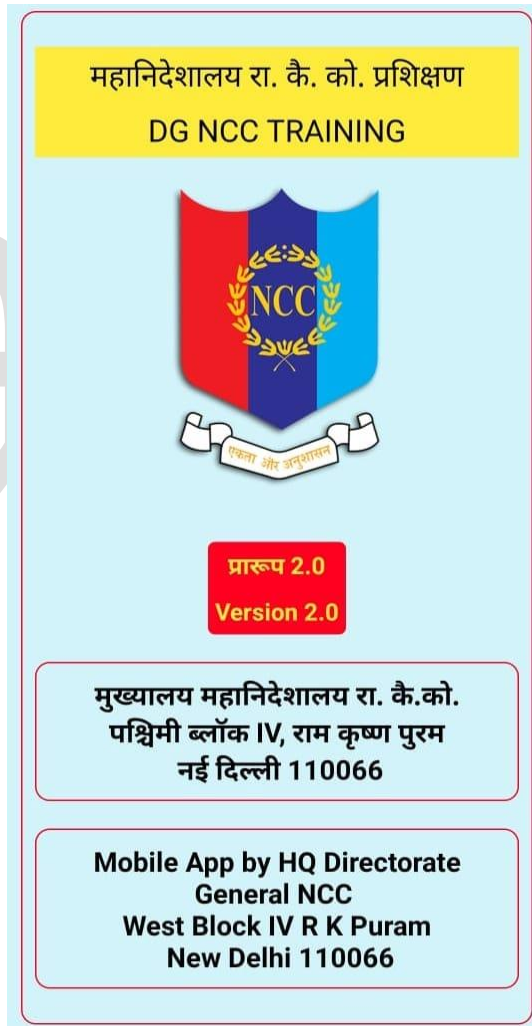 महानिदेशालय रा. कै. को. प्रशिक्षण
DG NCC TRAINING
NCC
एकता और अनुशासन
प्रारूप 2.0
Version 2.0
मुख्यालय महानिदेशालय रा. कै.को.
पश्चिमी ब्लॉक IV, राम कृष्ण पुरम
नई दिल्ली 110066
Mobile App by HQ Directorate
General NCC
West Block IV R K Puram
New Delhi 110066